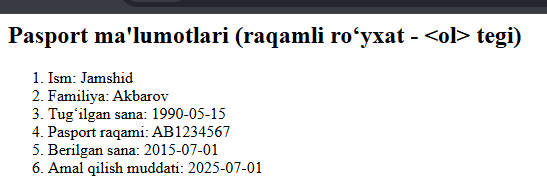 Pasport ma'lumotlari (raqamli ro‘yxat - <ol> tegi)
1. Ism: Jamshid
2. Familiya: Akbarov
3. Tug‘ilgan sana: 1990-05-15
4. Pasport raqami: AB1234567
5. Berilgan sana: 2015-07-01
6. Amal qilish muddati: 2025-07-01